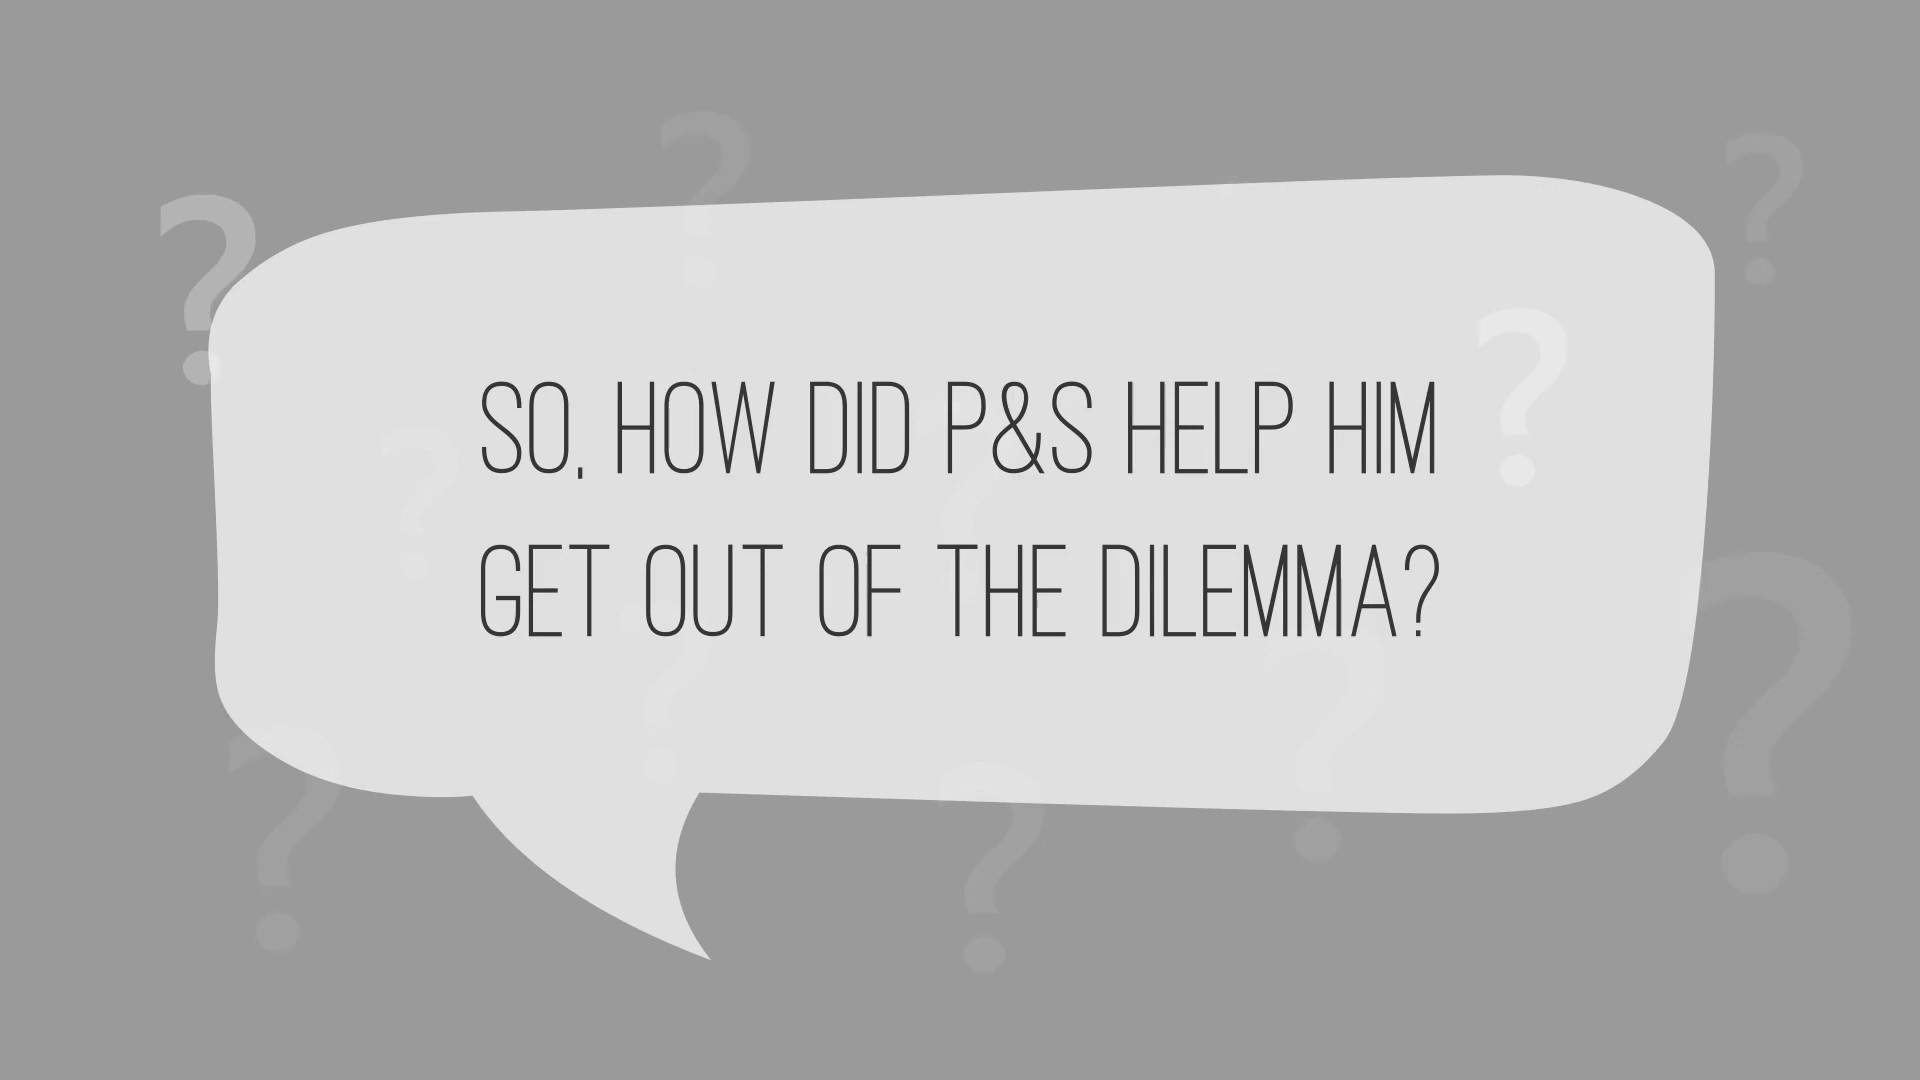 SO, HOW DID P&S HELP HIM
GET OUT OF THE DILEMMA?